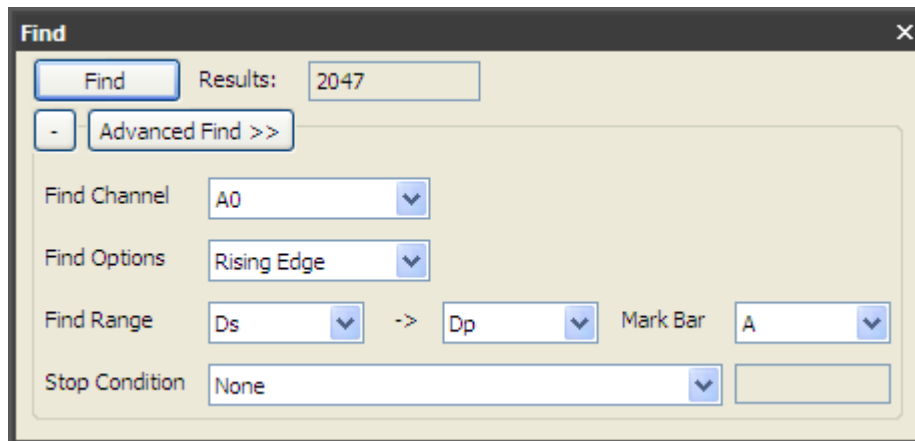 Find
Find Results: 2047
- Advanced Find >>
Find Channel A0
Find Options Rising Edge
Find Range Ds -> Dp Mark Bar A
Stop Condition None